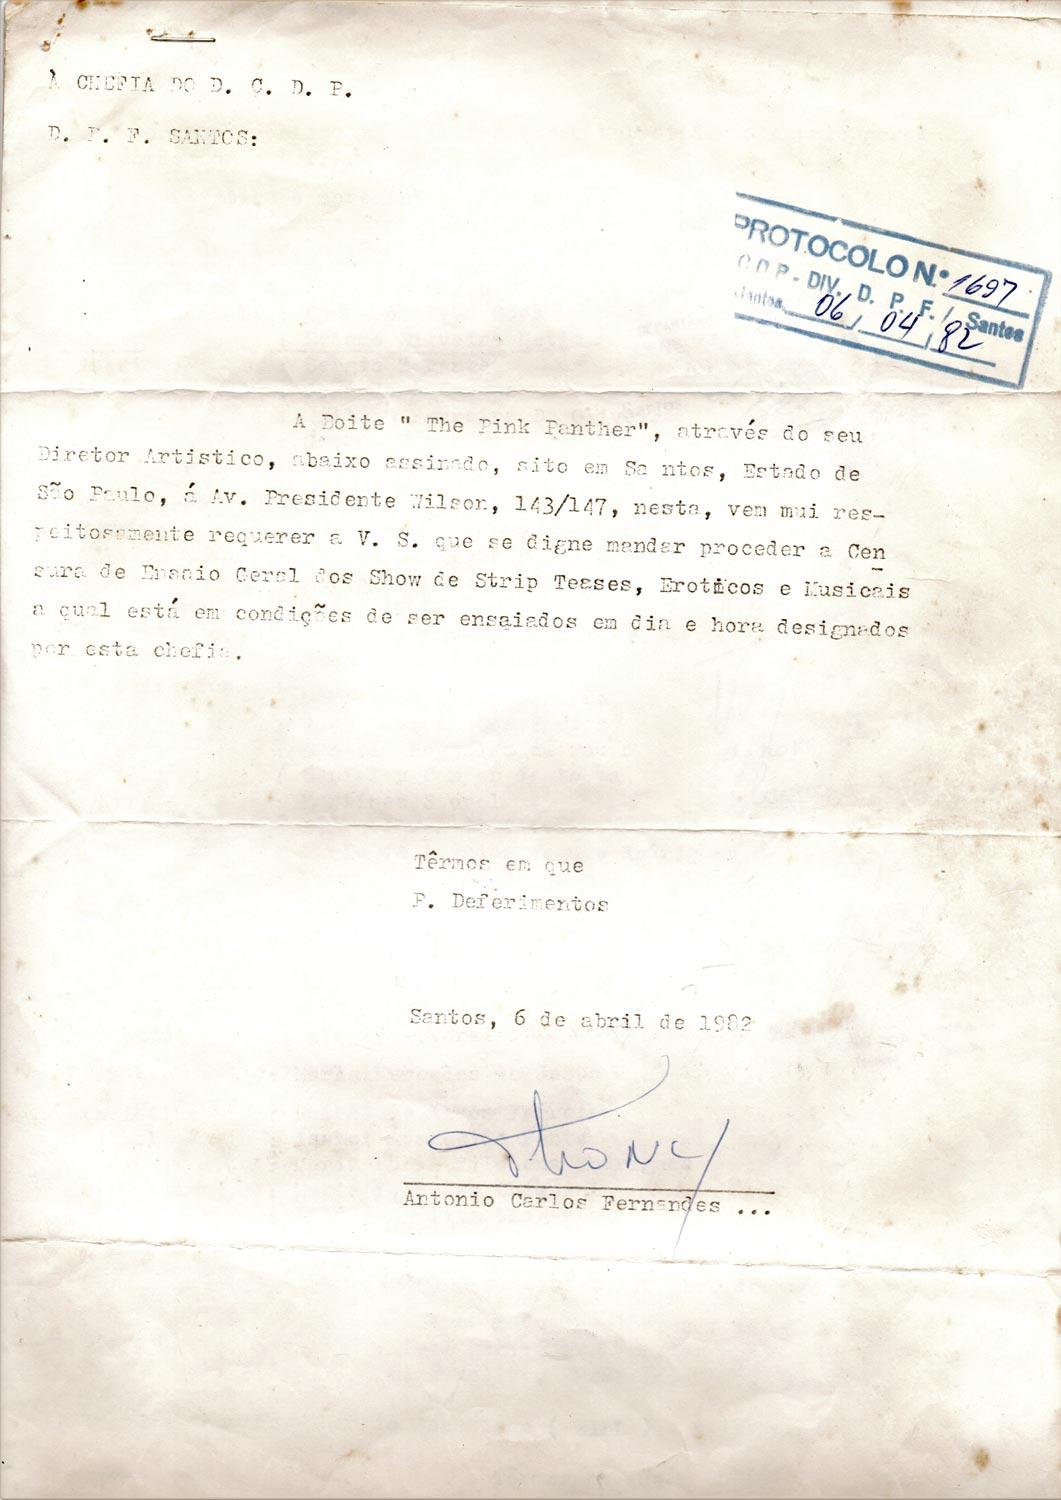 À CHEFIA DO D. C. D. P.
D. P. F. SANTOS:
PROTOCOLO N.º 1697
C D P - DIV. D. P. F. / Santos
Santos, 06 / 04 / 82
A Boite " The Pink Panther", através do seu
Diretor Artistico, abaixo assinado, sito em Sa ntos, Estado de
São Paulo, á Av. Presidente Wilson, 143/147, nesta, vem mui res-
peitosamente requerer a V. S. que se digne mandar proceder a Cen
sura de Ensaio Geral dos Show de Strip Teases, Eroticos e Musicais
a qual está em condições de ser ensaiados em dia e hora designados
por esta chefia.
Têrmos em que
P. Deferimentos
Santos, 6 de abril de 1982
Antonio Carlos Fernandes ...